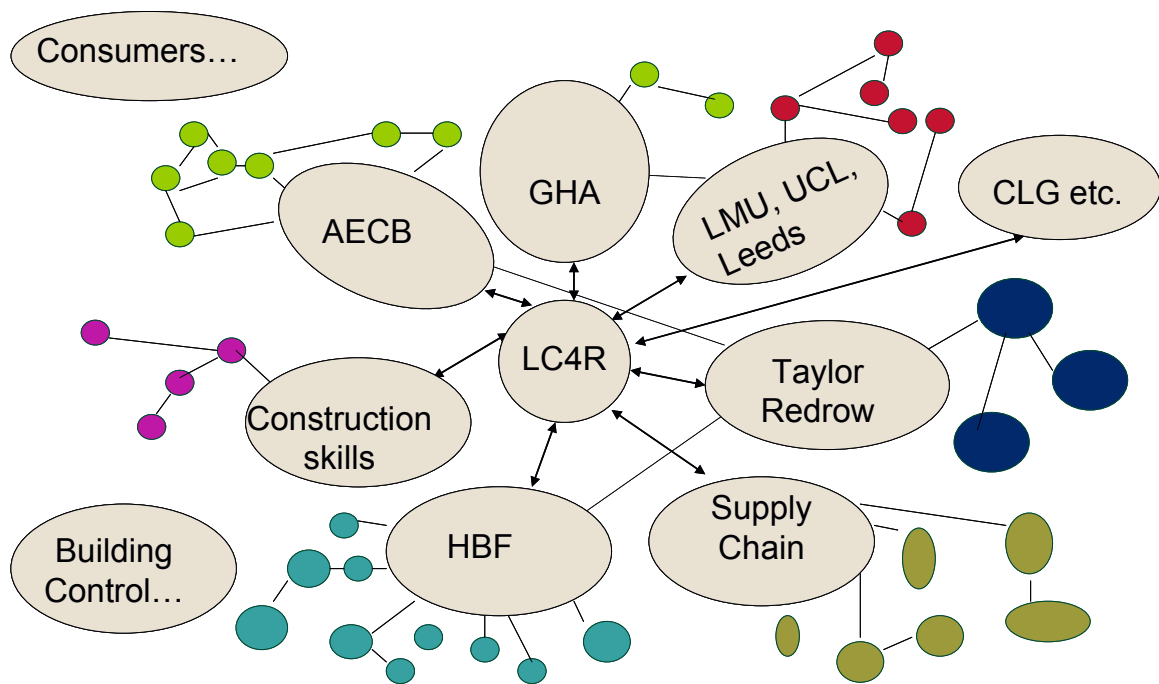 Consumers…
GHA
LMU, UCL,
Leeds
CLG etc.
AECB
LC4R
Taylor
Redrow
Construction
skills
Supply
Chain
HBF
Building
Control…